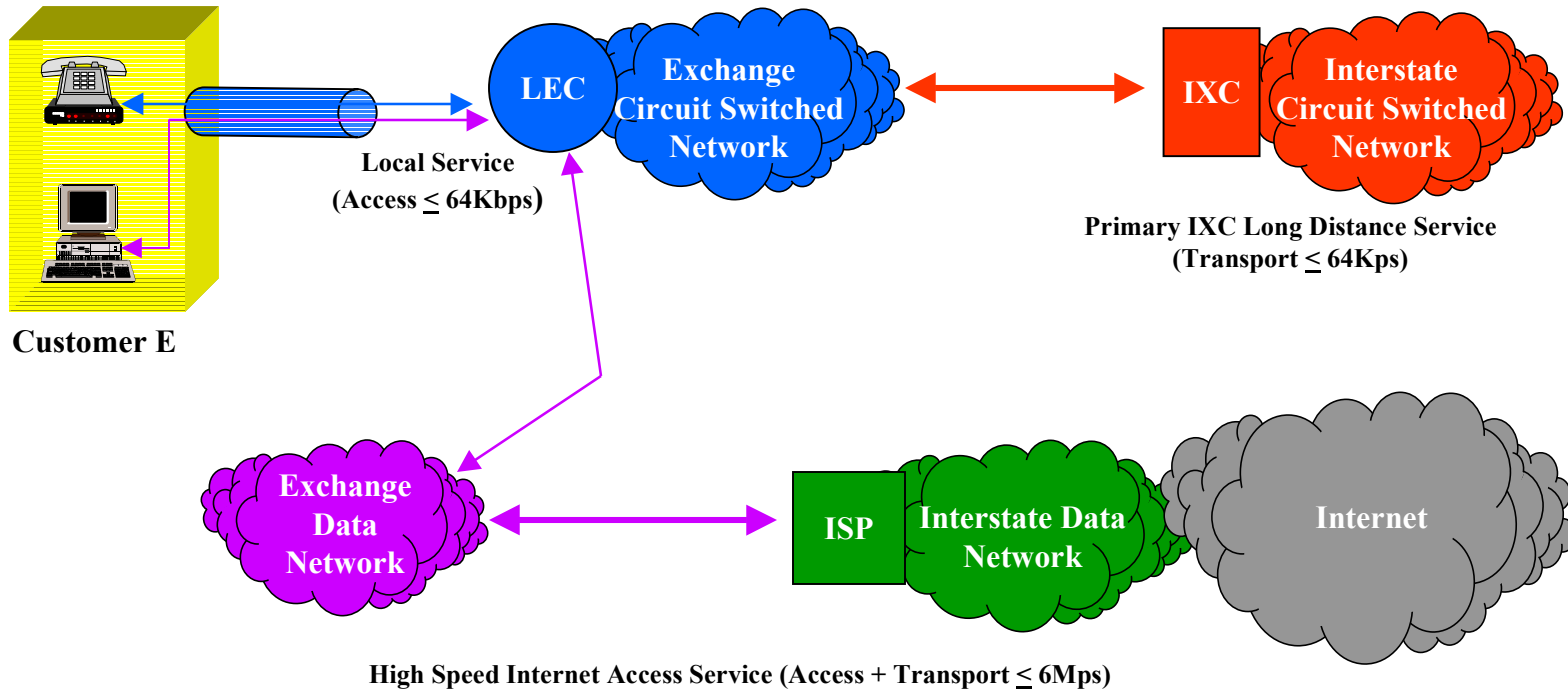 LEC
Exchange
Circuit Switched
Network
IXC
Interstate
Circuit Switched
Network
Local Service
(Access < 64Kbps)
Primary IXC Long Distance Service
(Transport < 64Kps)
Customer E
Exchange
Data
Network
ISP
Interstate Data
Network
Internet
High Speed Internet Access Service (Access + Transport < 6Mps)